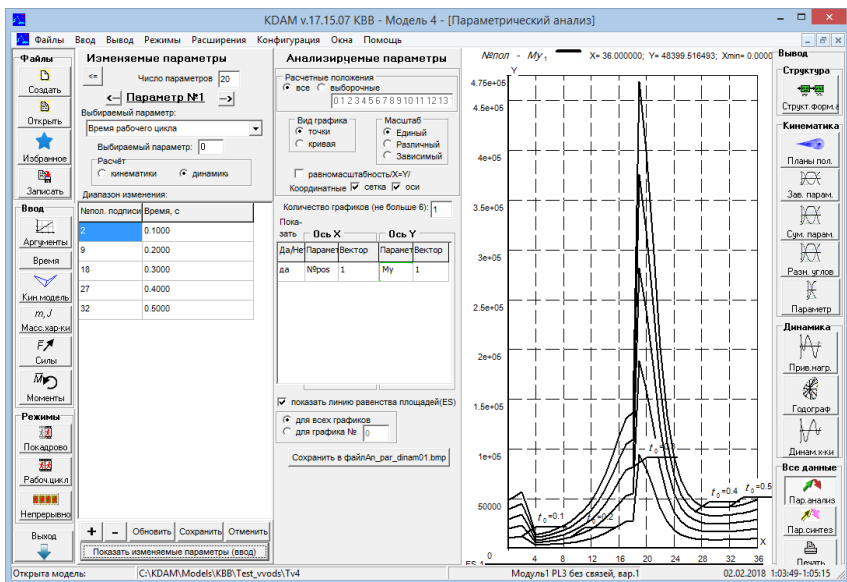 KDAM v.17.15.07 KBB - Модель 4 - [Параметрический анализ]
Файлы Ввод Вывод Режимы Расширения Конфигурация Окна Помощь
Файлы
Создать
Открыть
Избранное
Записать
Ввод
Аргументы
Время
Кин.модель
m, J
Масс.хар-ки
F
Силы
M
Моменты
Режимы
Покадрово
Рабоч.цикл
Непрерывно
Выход
Изменяемые параметры
<= Число параметров 20
<-- Параметр №1 -->
Выбираемый параметр:
Время рабочего цикла
Выбираемый параметр: 0
Расчёт
кинематики динамики
Диапазон изменения:
№пол. подписи Время, с
2 0.1000
9 0.2000
18 0.3000
27 0.4000
32 0.5000
+ - Обновить Сохранить Отменить
Показать изменяемые параметры (ввод)
Анализируемые параметры
Расчетные положения
все выборочные
0 1 2 3 4 5 6 7 8 9 10 11 12 13
Вид графика
точки
кривая
Масштаб
Единый
Различный
Зависимый
равномасштабность/X=Y/
Координатные сетка оси
Количество графиков (не больше 6): 1
Пока-
зать Ось X Ось Y
Да/Не Парамет Вектор Парамет Вектор
да №pos 1 My 1
показать линию равенства площадей(ES)
для всех графиков
для графика № 0
Сохранить в файлAn_par_dinam01.bmp
№пол - My1 X= 36.000000; Y= 48399.516493; Xmin= 0.0000
Y
4.75e+05
4.5e+05
4e+05
3.5e+05
3e+05
2.5e+05
2e+05
1.5e+05
1e+05
50000
0
t0=0.1
t0=0.2
t0=0.4
t0=0.5
X
4 8 12 16 20 24 28 32 36
Вывод
Структура
Структ.форм.
Кинематика
Планы пол.
Зав. парам.
Сум. парам.
Разн. углов
Параметр
Динамика
Прив.нагр.
Годограф
Динам.х-ки
Все данные
Пар.анализ
Пар.синтез
Печать
Открыта модель: C:\KDAM\Models\KBB\Test_vvods\Tv4 Модуль1 PL3 без связей, вар.1 02.02.2018 1:03:49-1:05:15